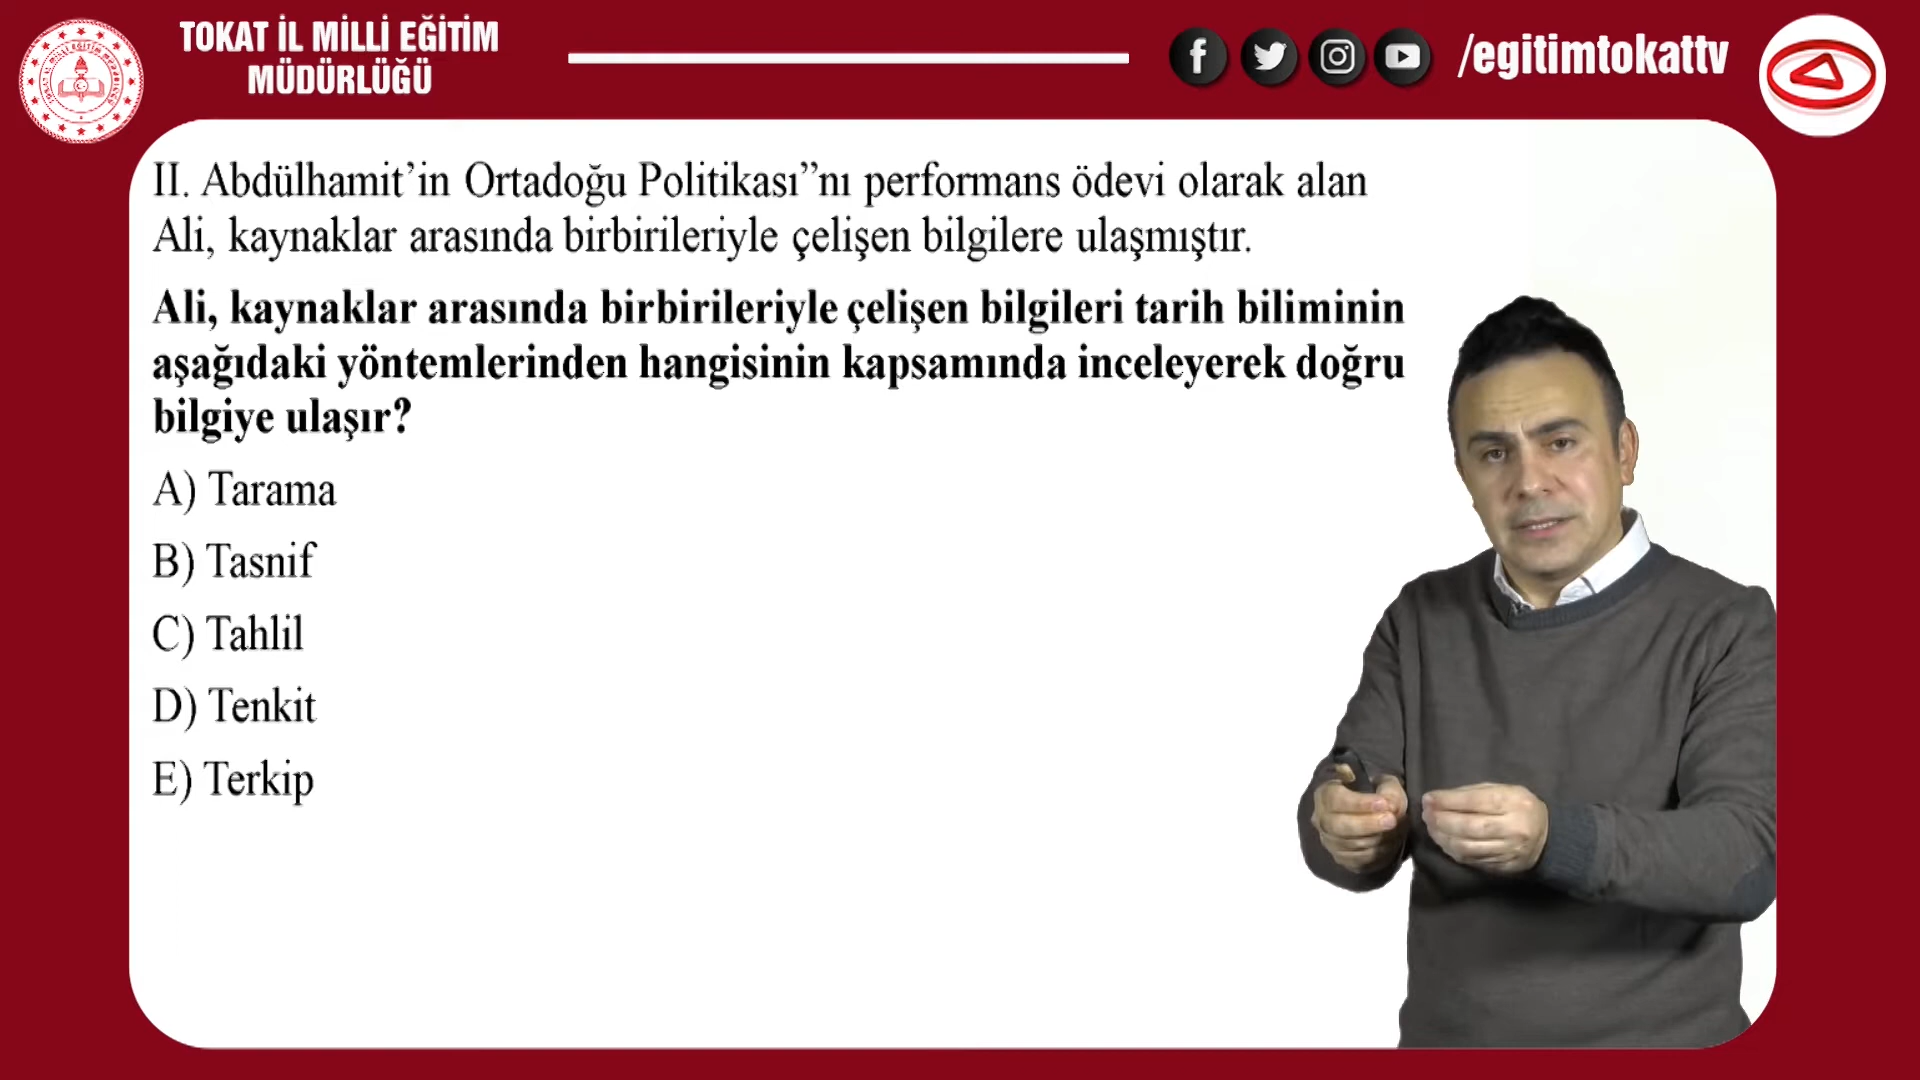 TOKAT İL MİLLİ EĞİTİM
MÜDÜRLÜĞÜ
/egitimtokattv
II. Abdülhamit’in Ortadoğu Politikası”nı performans ödevi olarak alan
Ali, kaynaklar arasında birbirileriyle çelişen bilgilere ulaşmıştır.
Ali, kaynaklar arasında birbirileriyle çelişen bilgileri tarih biliminin
aşağıdaki yöntemlerinden hangisinin kapsamında inceleyerek doğru
bilgiye ulaşır?
A) Tarama
B) Tasnif
C) Tahlil
D) Tenkit
E) Terkip